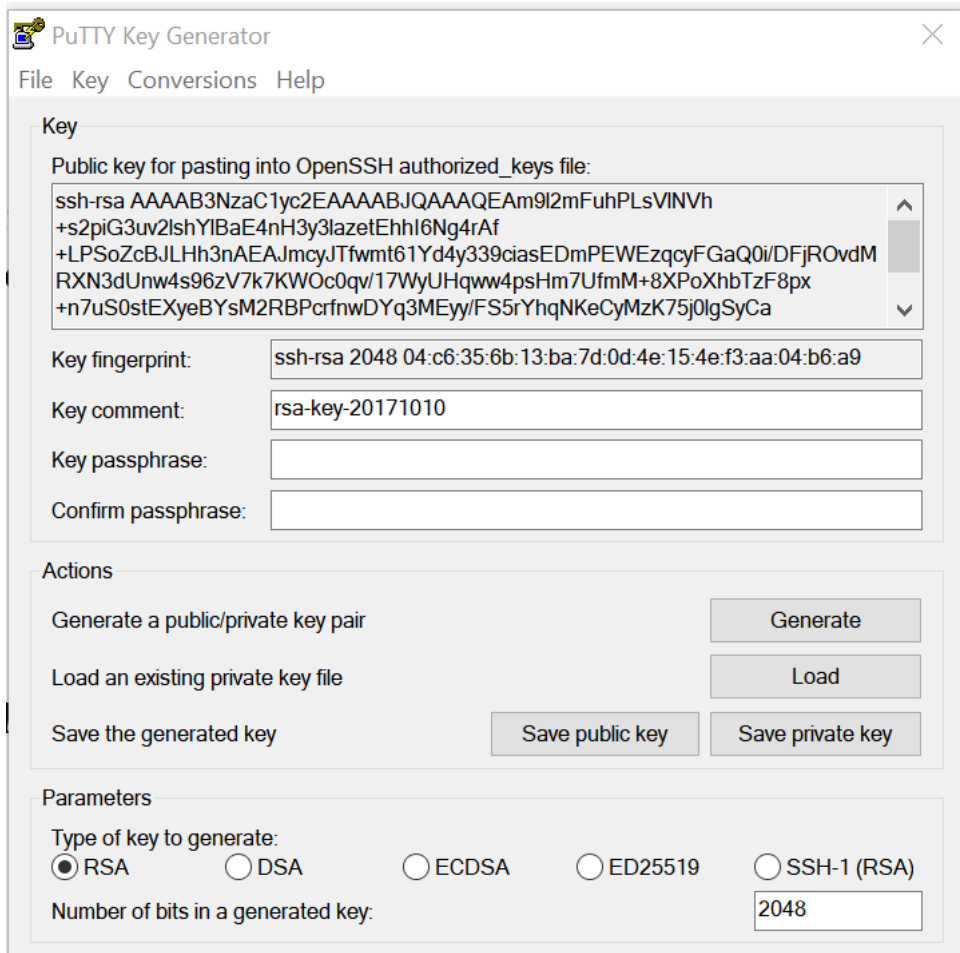 PuTTY Key Generator
File Key Conversions Help
Key
Public key for pasting into OpenSSH authorized_keys file:
ssh-rsa AAAAB3NzaC1yc2EAAAABJQAAAQEAm9l2mFuhPLsVlNVh
+s2piG3uv2lshYlBaE4nH3y3lazetEhhI6Ng4rAf
+LPSoZcBJLHh3nAEAJmcyJTfwmt61Yd4y339ciasEDmPEWEzqcyFGaQ0i/DFjROvdM
RXN3dUnw4s96zV7k7KWOc0qv/17WyUHqww4psHm7UfmM+8XPoXhbTzF8px
+n7uS0stEXyeBYsM2RBPcrfnwDYq3MEyy/FS5rYhqNKeCyMzK75j0lgSyCa
Key fingerprint: ssh-rsa 2048 04:c6:35:6b:13:ba:7d:0d:4e:15:4e:f3:aa:04:b6:a9
Key comment: rsa-key-20171010
Key passphrase:
Confirm passphrase:
Actions
Generate a public/private key pair Generate
Load an existing private key file Load
Save the generated key Save public key Save private key
Parameters
Type of key to generate:
RSA DSA ECDSA ED25519 SSH-1 (RSA)
Number of bits in a generated key: 2048